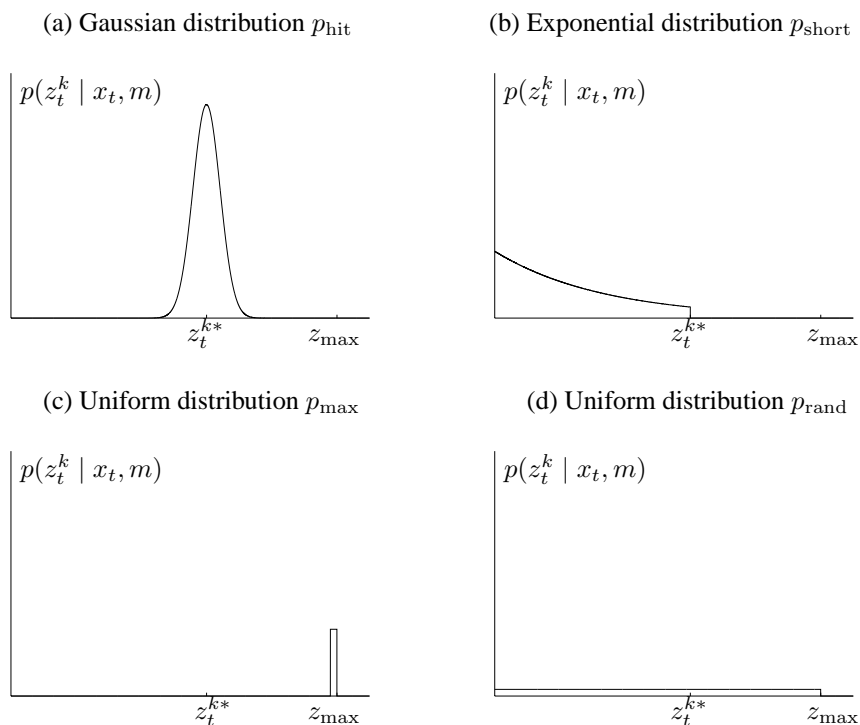 (a) Gaussian distribution p_hit
(b) Exponential distribution p_short
p(z_t^k | x_t, m)
p(z_t^k | x_t, m)
z_t^{k*}
z_max
z_t^{k*}
z_max
(c) Uniform distribution p_max
(d) Uniform distribution p_rand
p(z_t^k | x_t, m)
p(z_t^k | x_t, m)
z_t^{k*}
z_max
z_t^{k*}
z_max